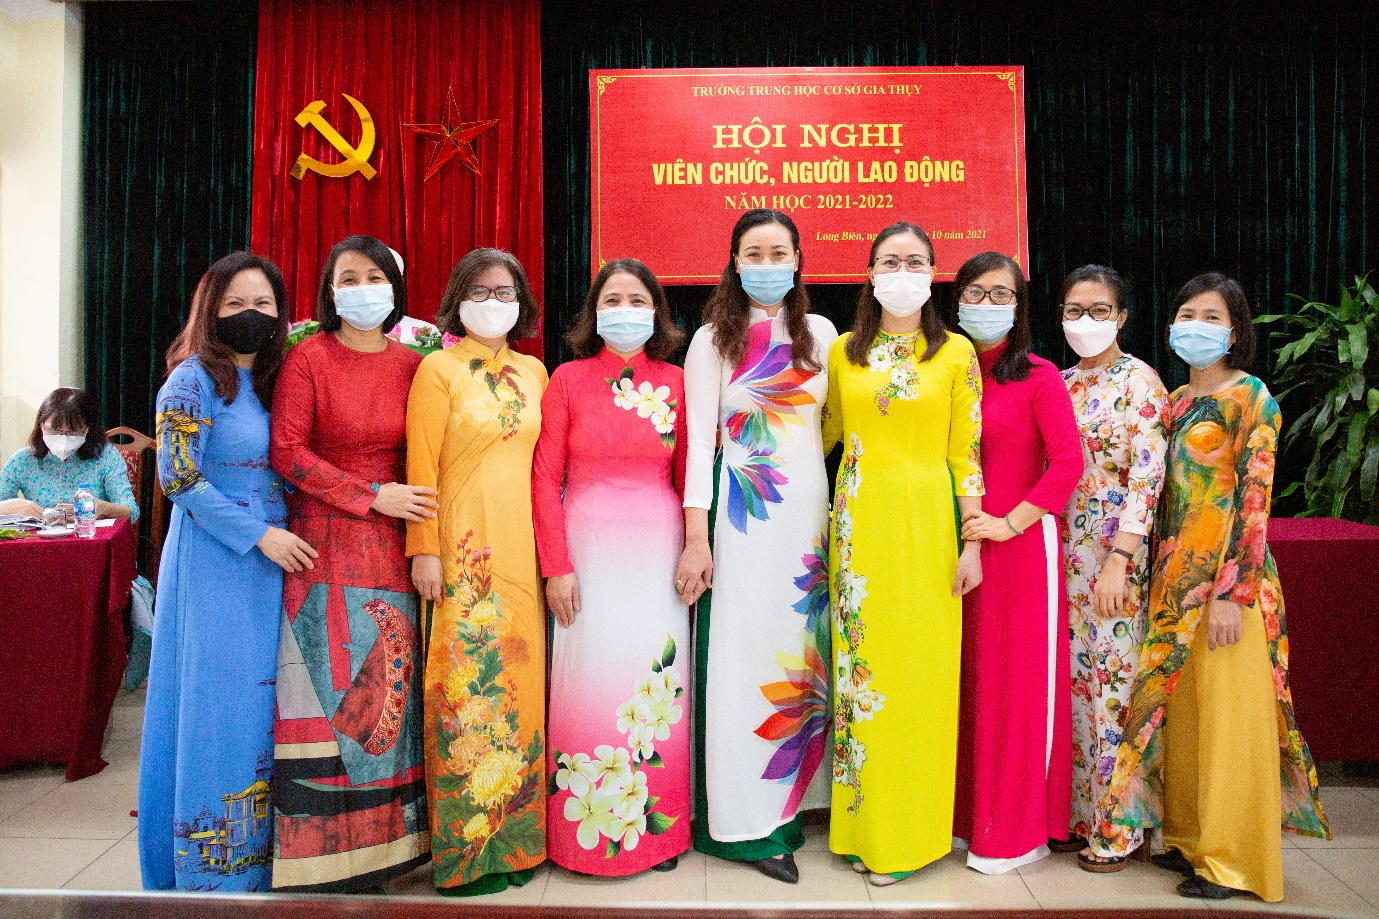 TRƯỜNG TRUNG HỌC CƠ SỞ GIA THỤY
HỘI NGHỊ
VIÊN CHỨC, NGƯỜI LAO ĐỘNG
NĂM HỌC 2021-2022
Long Biên, 10 năm 2021